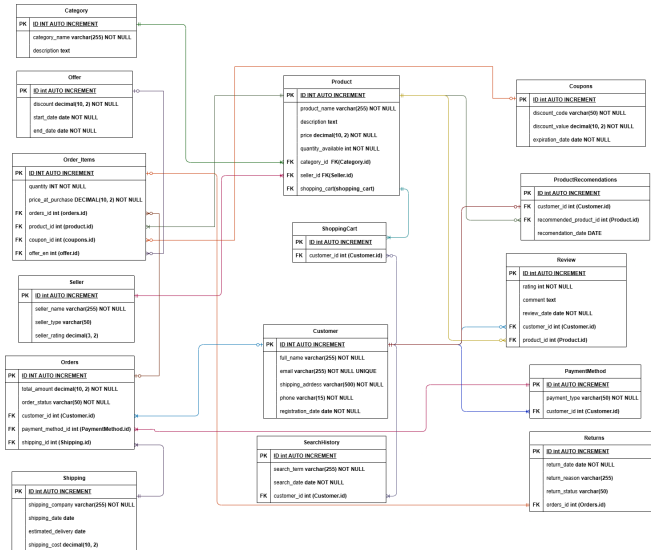 Category
PK ID INT AUTO INCREMENT
category_name varchar(255) NOT NULL
description text
Offer
PK ID int AUTO INCREMENT
discount decimal(10, 2) NOT NULL
start_date date NOT NULL
end_date date NOT NULL
Order_Items
PK ID INT AUTO INCREMENT
quantity INT NOT NULL
price_at_purchase DECIMAL(10, 2) NOT NULL
FK orders_id int (orders.id)
FK product_id int (product.id)
FK coupon_id int (coupons.id)
FK offer_en int (offer.id)
Seller
PK ID int AUTO INCREMENT
seller_name varchar(255) NOT NULL
seller_type varchar(50)
seller_rating decimal(3, 2)
Orders
PK ID INT AUTO INCREMENT
total_amount decimal(10, 2) NOT NULL
order_status varchar(50) NOT NULL
FK customer_id int (Customer.id)
FK payment_method_id int (PaymentMethod.id)
FK shipping_id int (Shipping.id)
Shipping
PK ID int AUTO INCREMENT
shipping_company varchar(255) NOT NULL
shipping_date date
estimated_delivery date
shipping_cost decimal(10, 2)
Product
PK ID INT AUTO INCREMENT
product_name varchar(255) NOT NULL
description text
price decimal(10, 2) NOT NULL
quantity_available int NOT NULL
FK category_id FK(Category.id)
FK seller_id FK(Seller.id)
FK shopping_cart(shopping_cart)
ShoppingCart
PK ID int AUTO INCREMENT
FK customer_id int (Customer.id)
Customer
PK ID INT AUTO INCREMENT
full_name varchar(255) NOT NULL
email varchar(255) NOT NULL UNIQUE
shipping_adrdess varchar(500) NOT NULL
phone varchar(15) NOT NULL
registration_date date NOT NULL
SearchHistory
PK ID int AUTO INCREMENT
search_term varchar(255) NOT NULL
search_date date NOT NULL
FK customer_id int (Customer.id)
Coupons
PK ID int AUTO INCREMENT
discount_code varchar(50) NOT NULL
discount_value decimal(10, 2) NOT NULL
expiration_date date NOT NULL
ProductRecomendations
PK ID int AUTO INCREMENT
FK customer_id int (Customer.id)
FK recommended_product_id int (Product.id)
recomendation_date DATE
Review
PK ID int AUTO INCREMENT
rating int NOT NULL
comment text
review_date date NOT NULL
FK customer_id int (Customer.id)
FK product_id int (Product.id)
PaymentMethod
PK ID int AUTO INCREMENT
payment_type varchar(50) NOT NULL
FK customer_id int (Customer.id)
Returns
PK ID int AUTO INCREMENT
return_date date NOT NULL
return_reason varchar(255)
return_status varchar(50)
FK orders_id int (Orders.id)